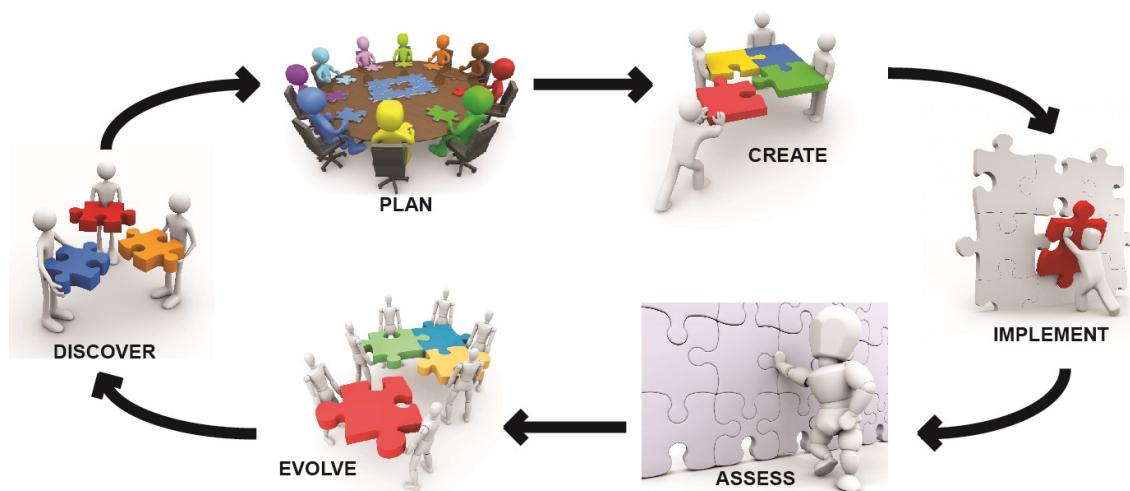 PLAN
CREATE
DISCOVER
IMPLEMENT
EVOLVE
ASSESS